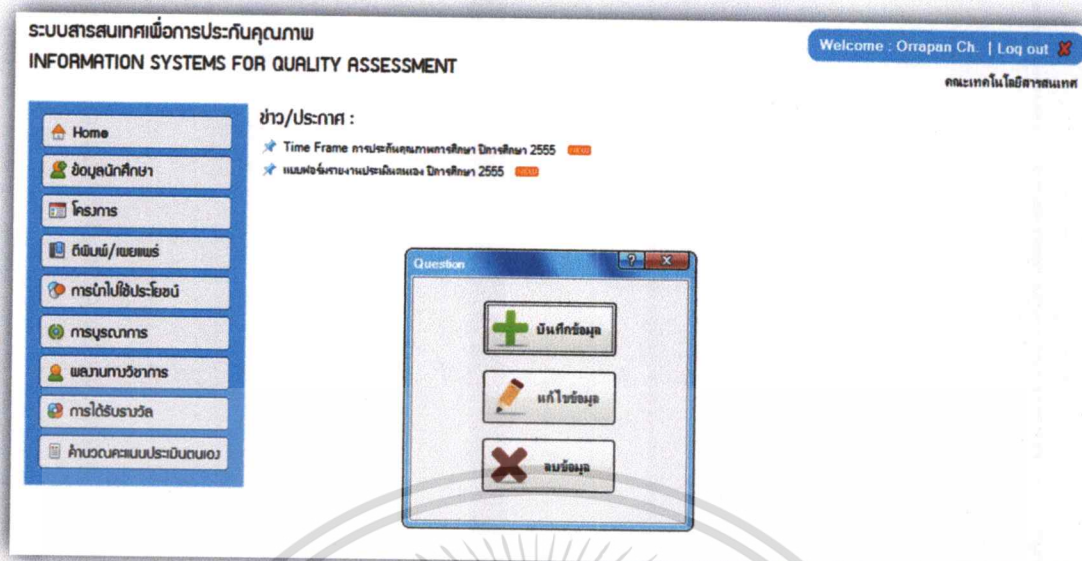 ระบบสารสนเทศเพื่อการประกันคุณภาพ
INFORMATION SYSTEMS FOR QUALITY ASSESSMENT
Welcome : Orrapan Ch. | Log out
คณะเทคโนโลยีสารสนเทศ
Home
ข้อมูลนักศึกษา
โครงการ
ตีพิมพ์/เผยแพร่
การนำไปใช้ประโยชน์
การบูรณาการ
ผลงานทางวิชาการ
การได้รับรางวัล
คำนวณคะแนนประเมินตนเอง
ข่าว/ประกาศ :
Time Frame การประกันคุณภาพการศึกษา ปีการศึกษา 2555 NEW
แบบฟอร์มรายงานประเมินตนเอง ปีการศึกษา 2555 NEW
Question
บันทึกข้อมูล
แก้ไขข้อมูล
ลบข้อมูล